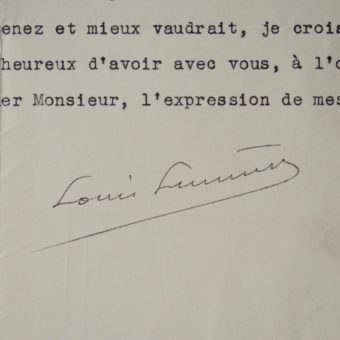 enez et mieux vaudrait, je crois
heureux d'avoir avec vous, à l'o
er Monsieur, l'expression de mes
Louis Lumière